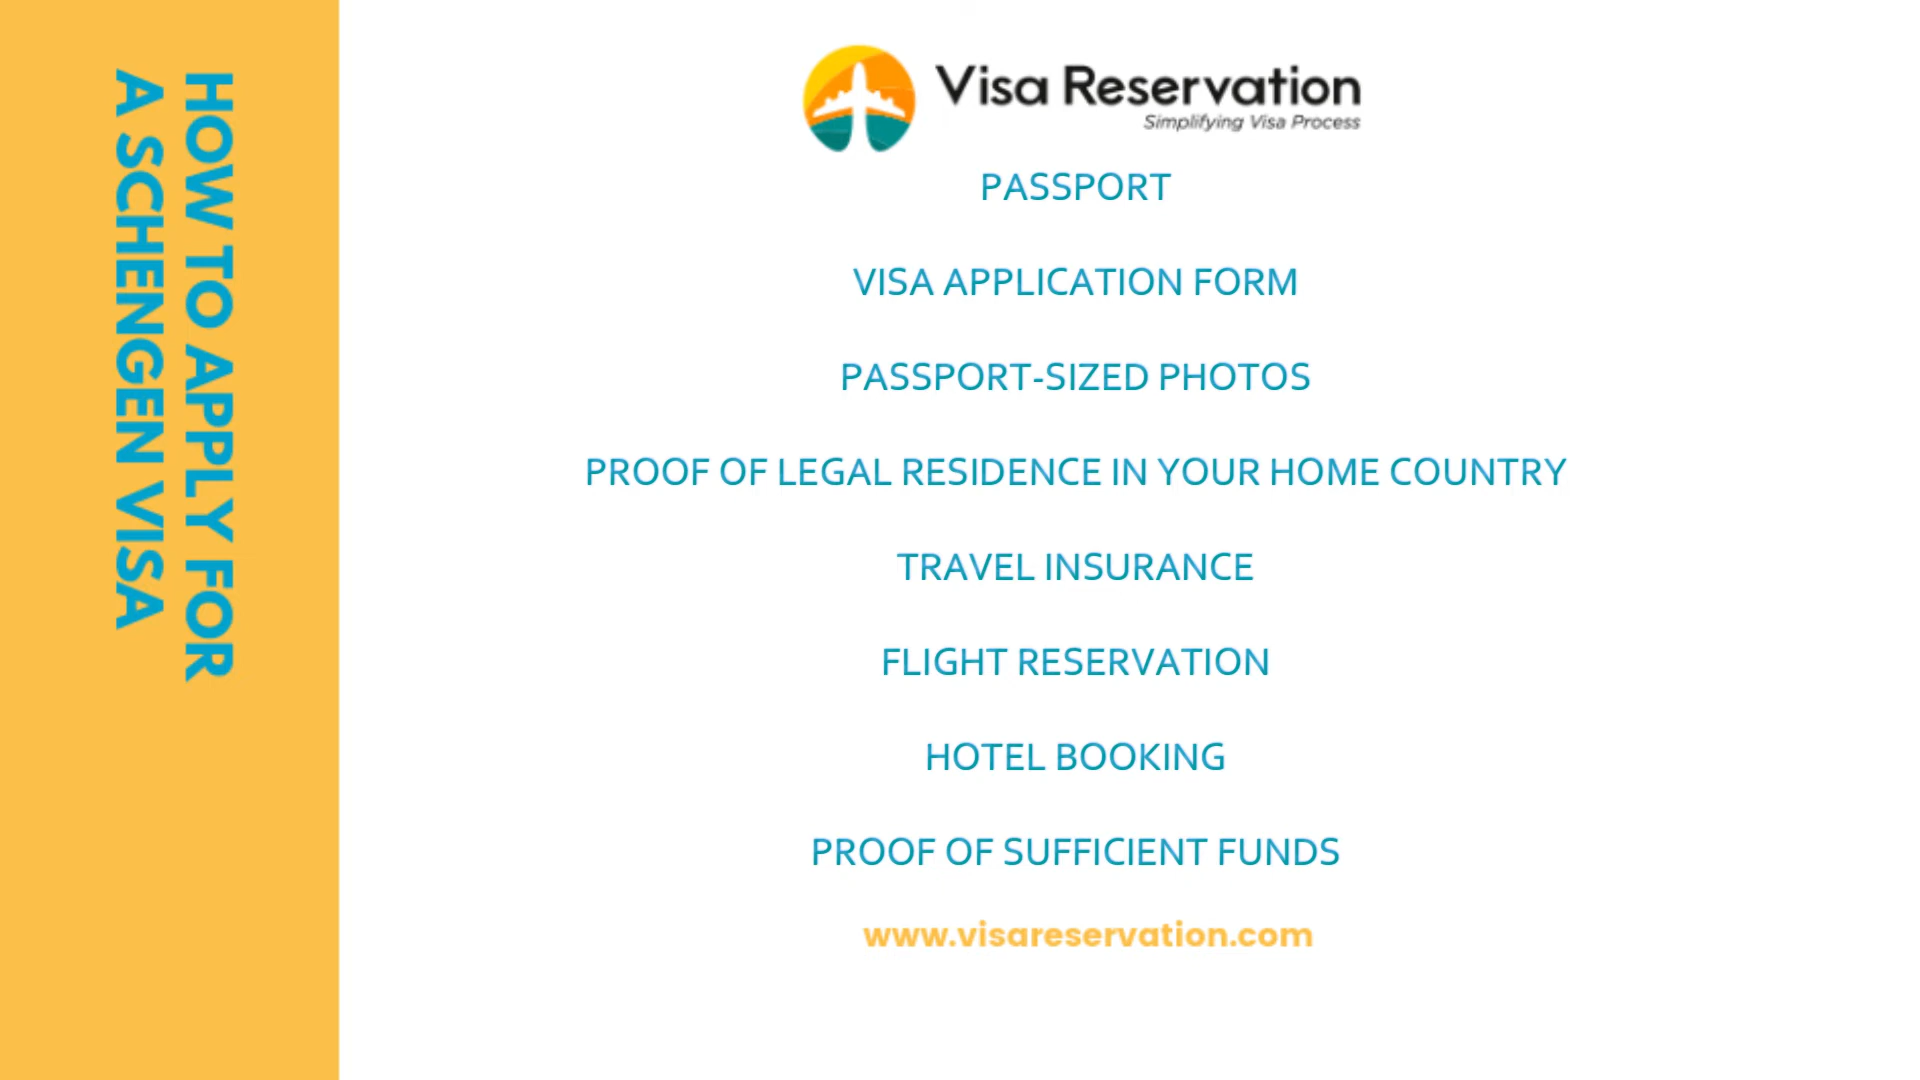 HOW TO APPLY FOR
A SCHENGEN VISA
Visa Reservation
Simplifying Visa Process
PASSPORT
VISA APPLICATION FORM
PASSPORT-SIZED PHOTOS
PROOF OF LEGAL RESIDENCE IN YOUR HOME COUNTRY
TRAVEL INSURANCE
FLIGHT RESERVATION
HOTEL BOOKING
PROOF OF SUFFICIENT FUNDS
www.visareservation.com